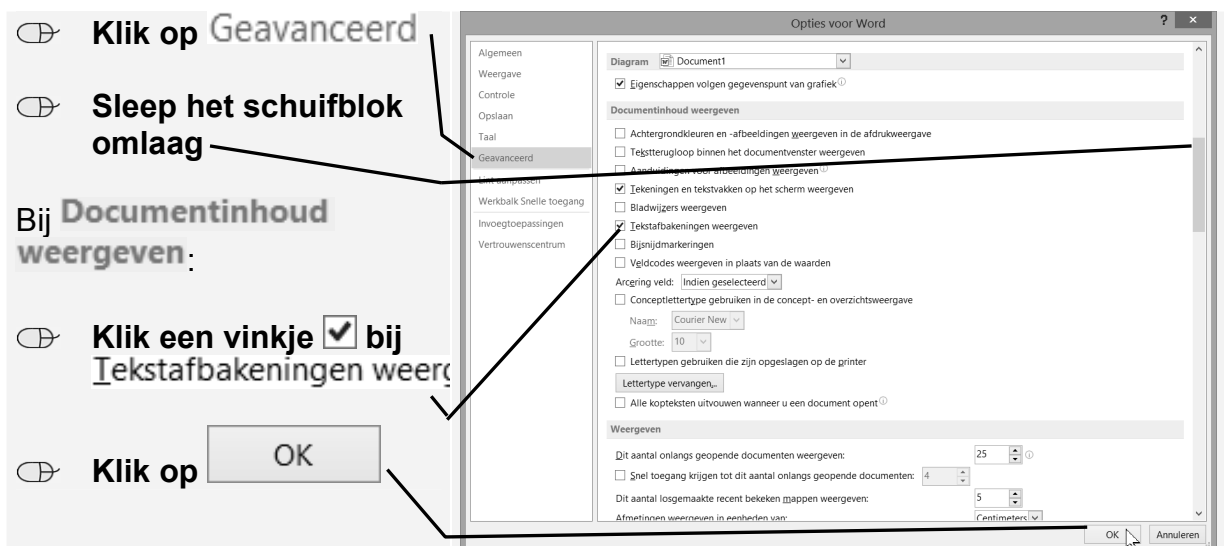 Klik op Geavanceerd
Sleep het schuifblok
omlaag
Bij Documentinhoud
weergeven:
Klik een vinkje bij
Tekstafbakeningen weerg
Klik op OK
Opties voor Word
? ×
Algemeen
Weergave
Controle
Opslaan
Taal
Geavanceerd
Lint aanpassen
Werkbalk Snelle toegang
Invoegtoepassingen
Vertrouwenscentrum
Diagram Document1
Eigenschappen volgen gegevenspunt van grafiek
Documentinhoud weergeven
Achtergrondkleuren en -afbeeldingen weergeven in de afdrukweergave
Tekstterugloop binnen het documentvenster weergeven
Aanduidingen voor afbeeldingen weergeven
Tekeningen en tekstvakken op het scherm weergeven
Bladwijzers weergeven
Tekstafbakeningen weergeven
Bijsnijdmarkeringen
Veldcodes weergeven in plaats van de waarden
Arcering veld: Indien geselecteerd
Conceptlettertype gebruiken in de concept- en overzichtsweergave
Naam: Courier New
Grootte: 10
Lettertypen gebruiken die zijn opgeslagen op de printer
Lettertype vervangen...
Alle kopteksten uitvouwen wanneer u een document opent
Weergeven
Dit aantal onlangs geopende documenten weergeven: 25
Snel toegang krijgen tot dit aantal onlangs geopende documenten: 4
Dit aantal losgemaakte recent bekeken mappen weergeven: 5
Afmetingen weergeven in eenheden van: Centimeters
OK Annuleren